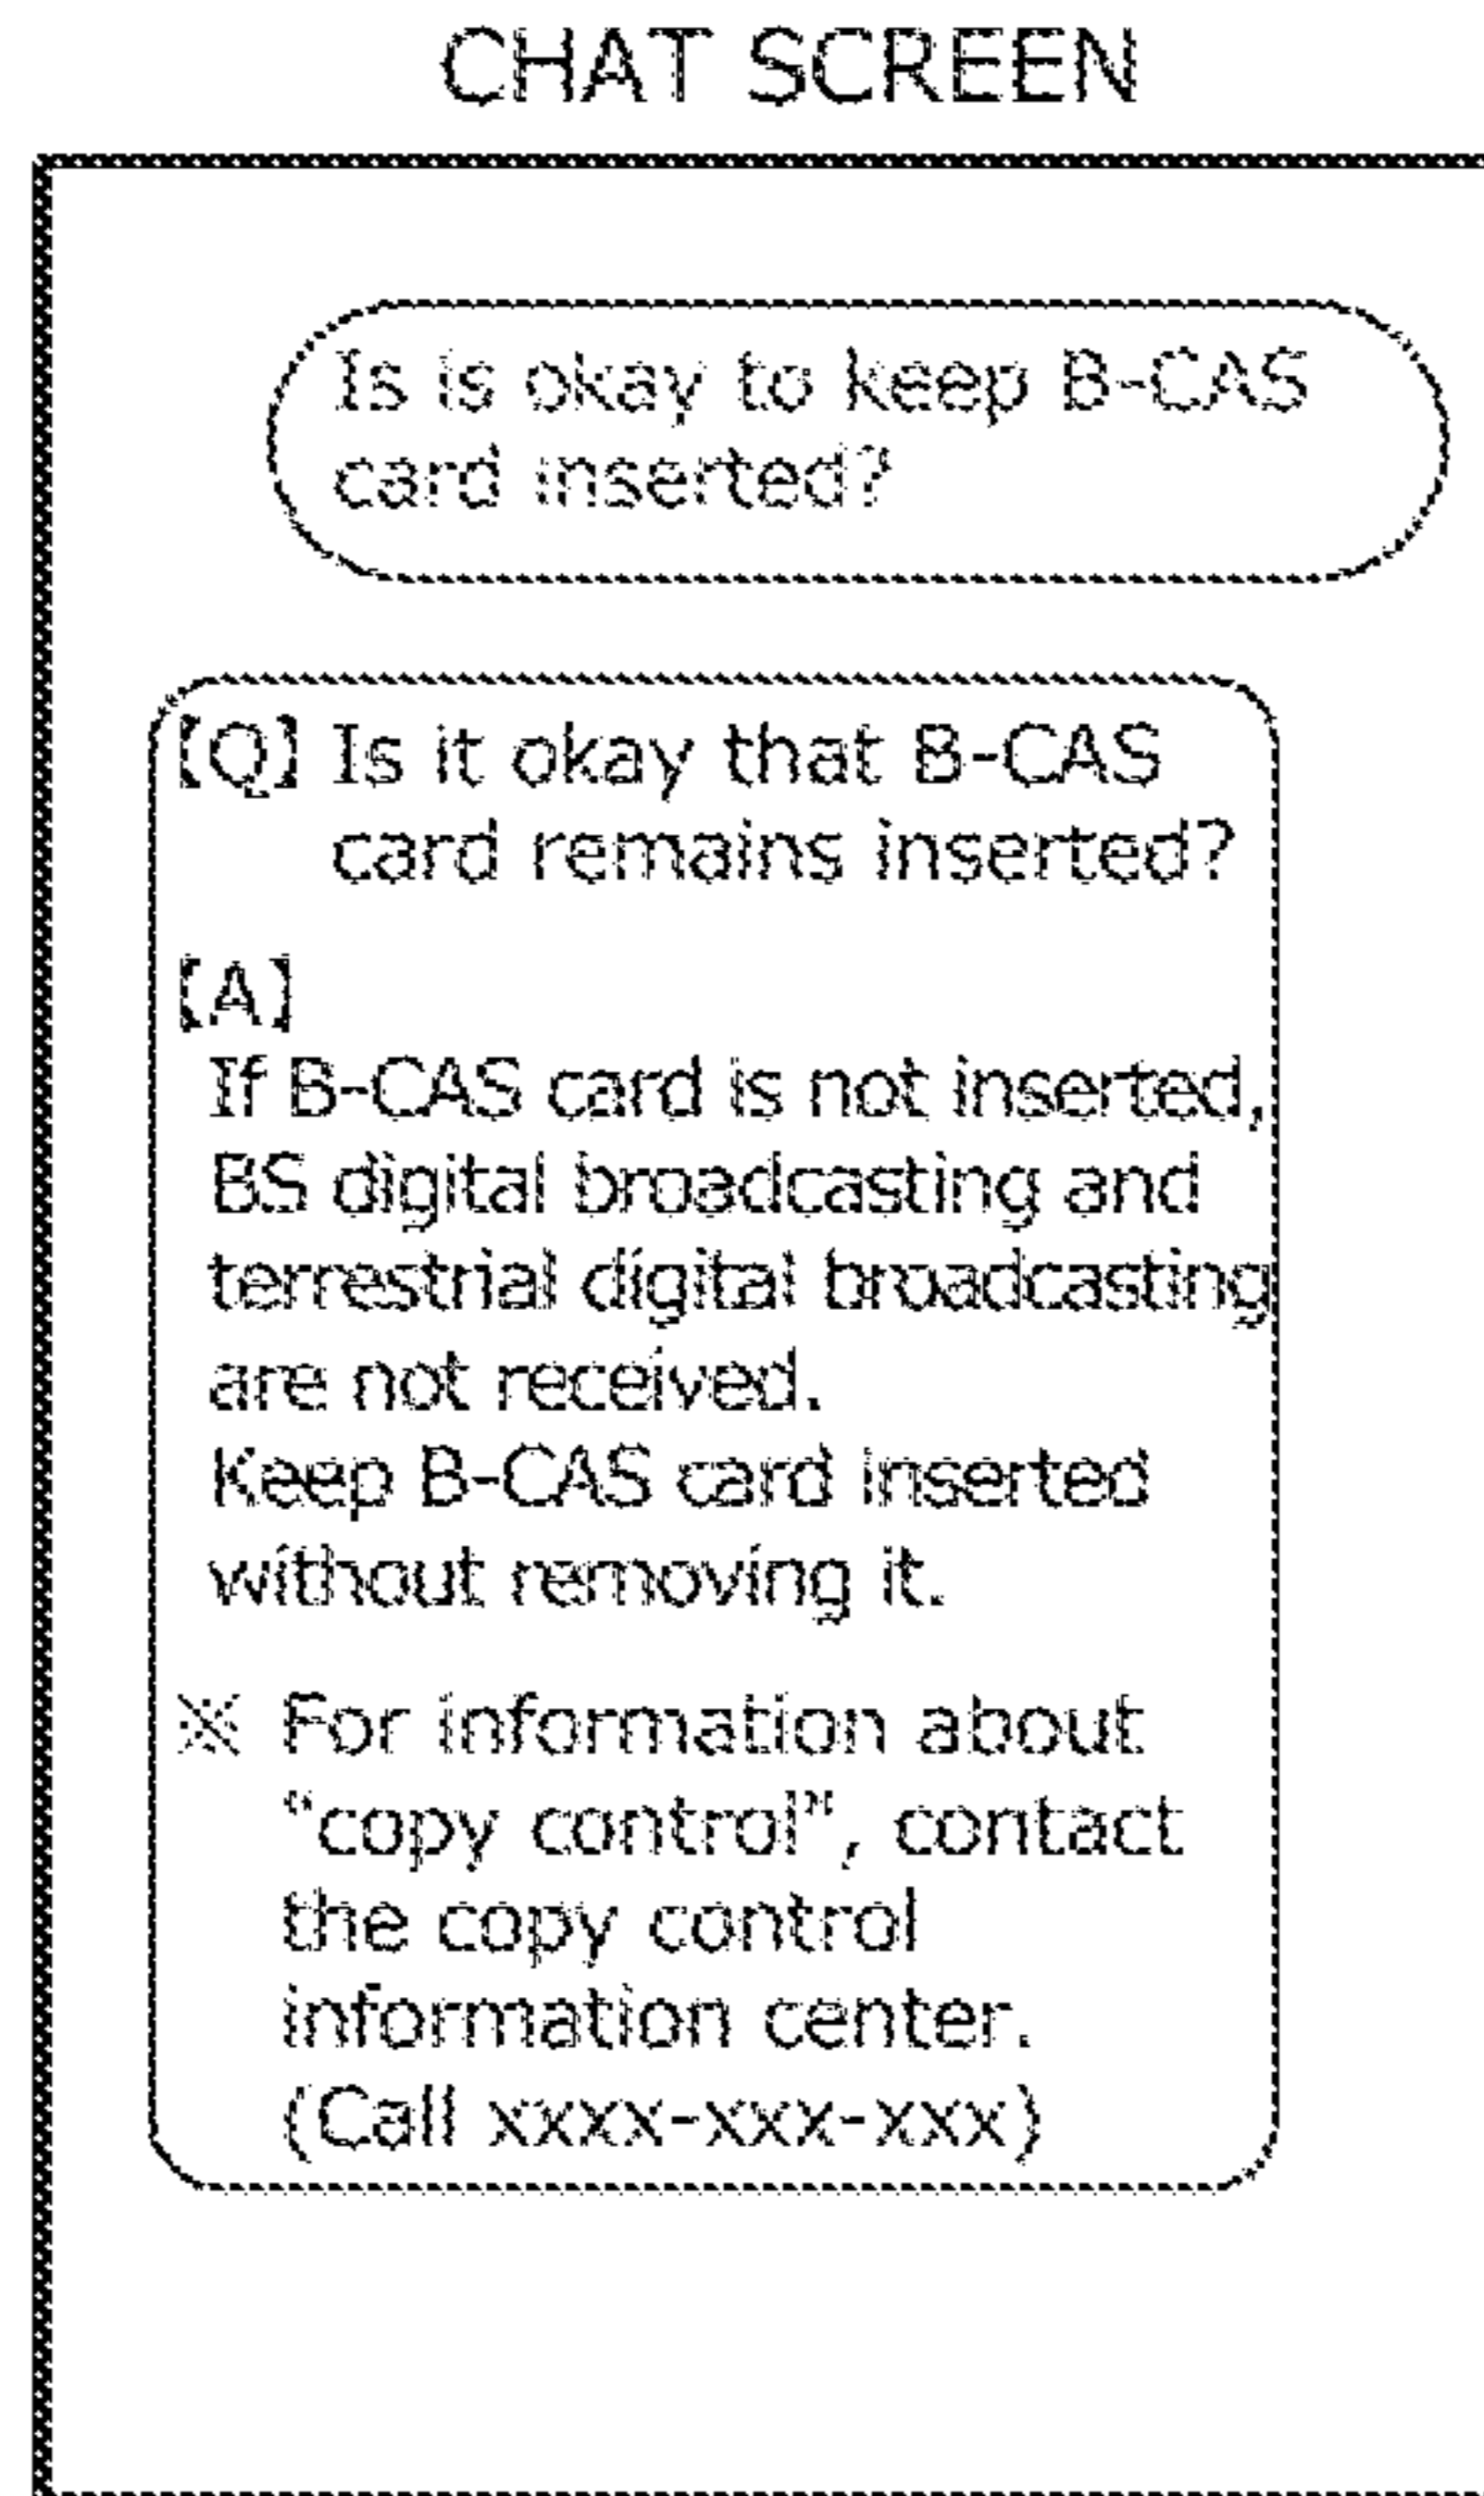 CHAT SCREEN
Is is okay to keep B-CAS
card inserted?
【Q】 Is it okay that B-CAS
card remains inserted?
【A】
If B-CAS card is not inserted,
BS digital broadcasting and
terrestrial digital broadcasting
are not received.
Keep B-CAS card inserted
without removing it.
※ For information about
“copy control”, contact
the copy control
information center.
(Call xxxx-xxx-xxx)